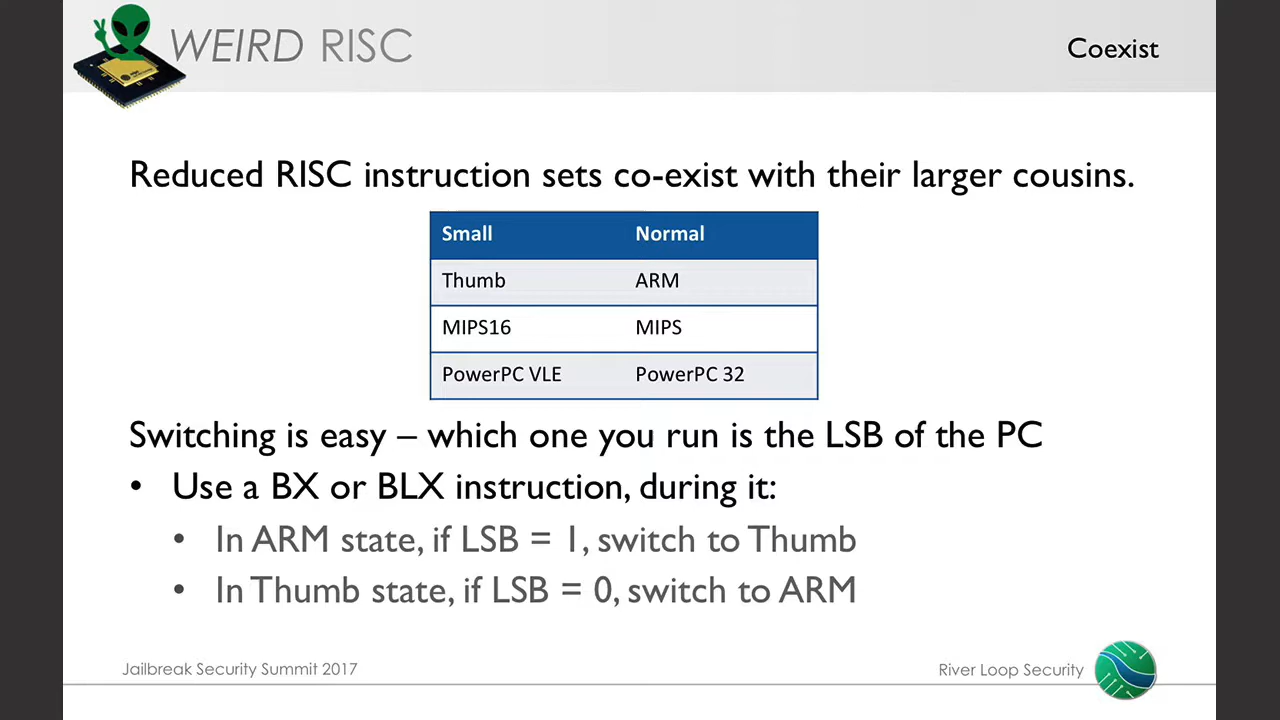 WEIRD RISC
Coexist
Reduced RISC instruction sets co-exist with their larger cousins.
Small Normal
Thumb ARM
MIPS16 MIPS
PowerPC VLE PowerPC 32
Switching is easy – which one you run is the LSB of the PC
• Use a BX or BLX instruction, during it:
• In ARM state, if LSB = 1, switch to Thumb
• In Thumb state, if LSB = 0, switch to ARM
Jailbreak Security Summit 2017
River Loop Security